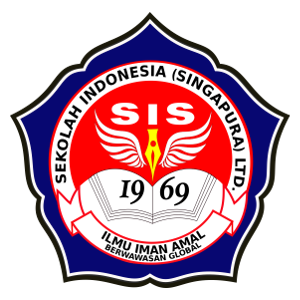 SEKOLAH INDONESIA (SINGAPURA) LTD.
SIS
19 69
ILMU IMAN AMAL
BERWAWASAN GLOBAL